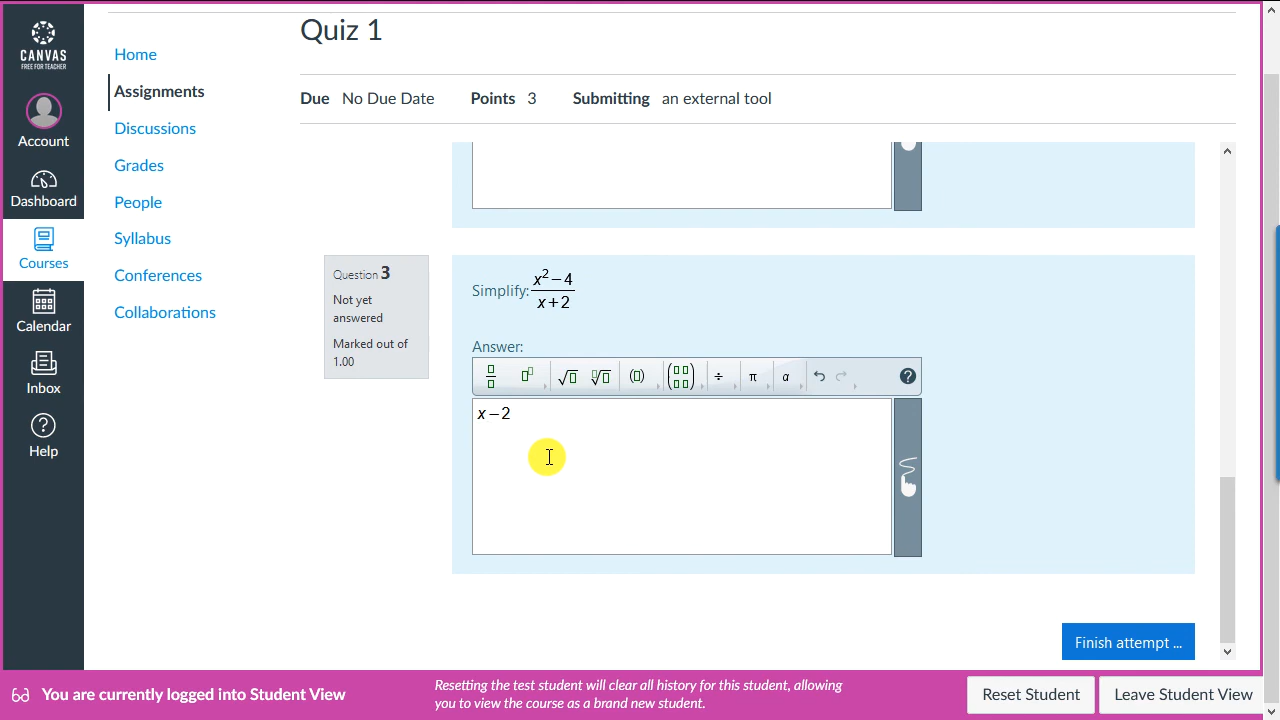 Quiz 1
CANVAS
FREE FOR TEACHER
Account
Dashboard
Courses
Calendar
Inbox
Help
Home
Assignments
Discussions
Grades
People
Syllabus
Conferences
Collaborations
Due No Due Date Points 3 Submitting an external tool
Question 3
Not yet
answered
Marked out of
1.00
Simplify: x²−4
x+2
Answer:
÷ π α ?
x−2
Finish attempt ...
You are currently logged into Student View
Resetting the test student will clear all history for this student, allowing
you to view the course as a brand new student.
Reset Student
Leave Student View